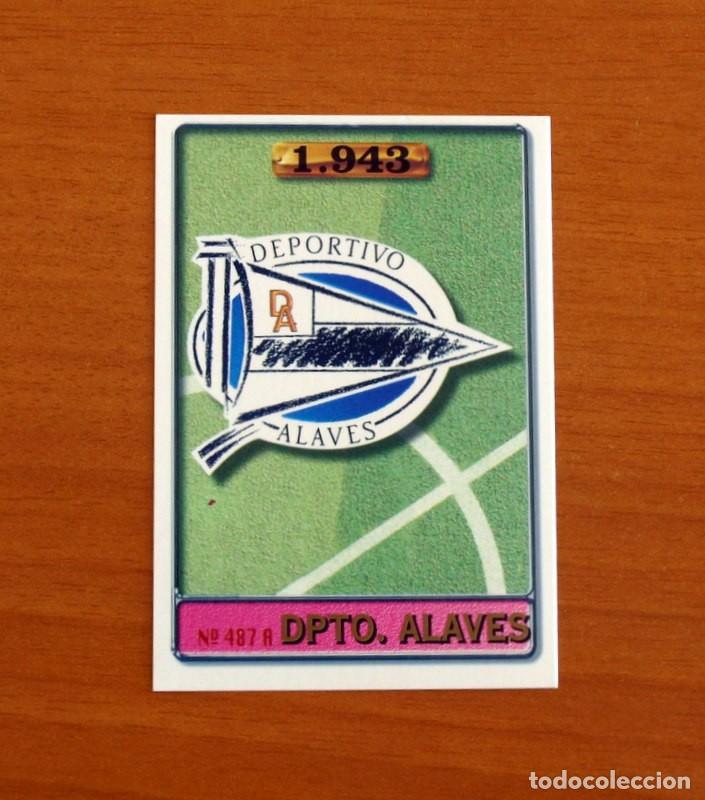 1.943
DEPORTIVO
DA
ALAVES
Nº 487 A DPTO. ALAVES
todocoleccion